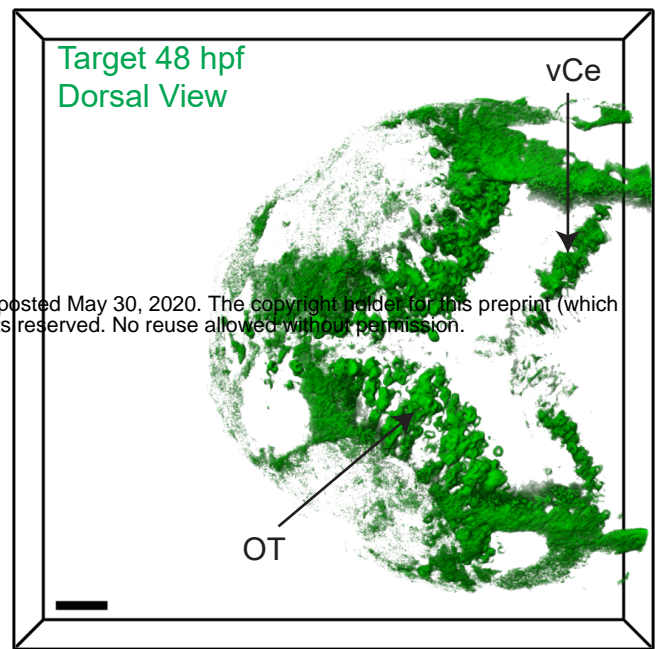 Target 48 hpf
Dorsal View
vCe
posted May 30, 2020. The copyright holder for this preprint (which
s reserved. No reuse allowed without permission.
OT